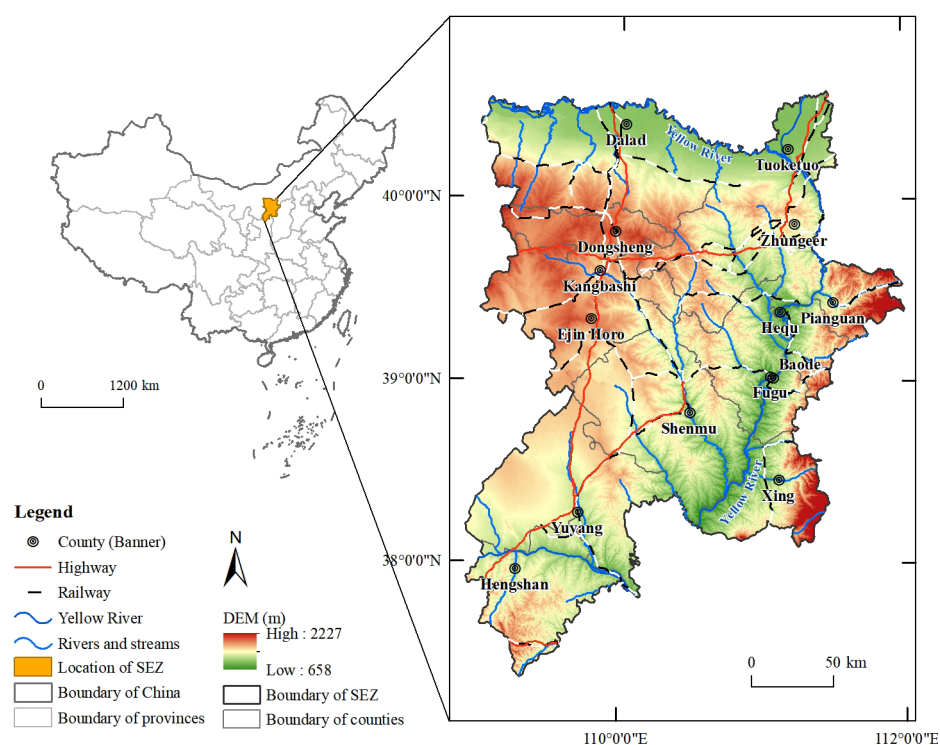 Dalad
Yellow River
Tuoketuo
40°0'0"N
Zhungeer
Dongsheng
Kangbashi
Pianguan
Hequ
Ejin Horo
Baode
39°0'0"N
Fugu
0
1200 km
Shenmu
Yellow River
Xing
Yuyang
38°0'0"N
Hengshan
Legend
County (Banner)
Highway
Railway
Yellow River
Rivers and streams
Location of SEZ
Boundary of China
Boundary of provinces
N
DEM (m)
High : 2227
Low : 658
Boundary of SEZ
Boundary of counties
0
50 km
110°0'0"E
112°0'0"E